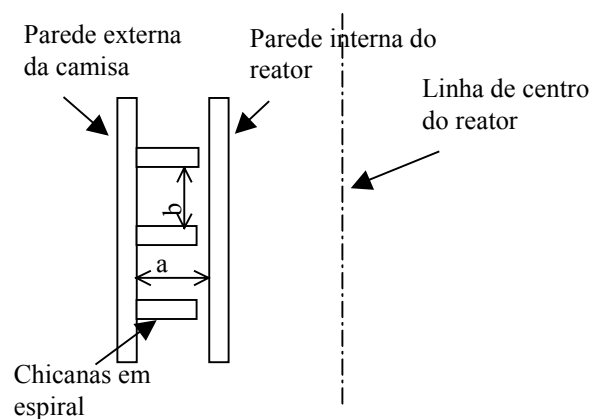 Parede externa
da camisa
Parede interna do
reator
Linha de centro
do reator
b
a
Chicanas em
espiral